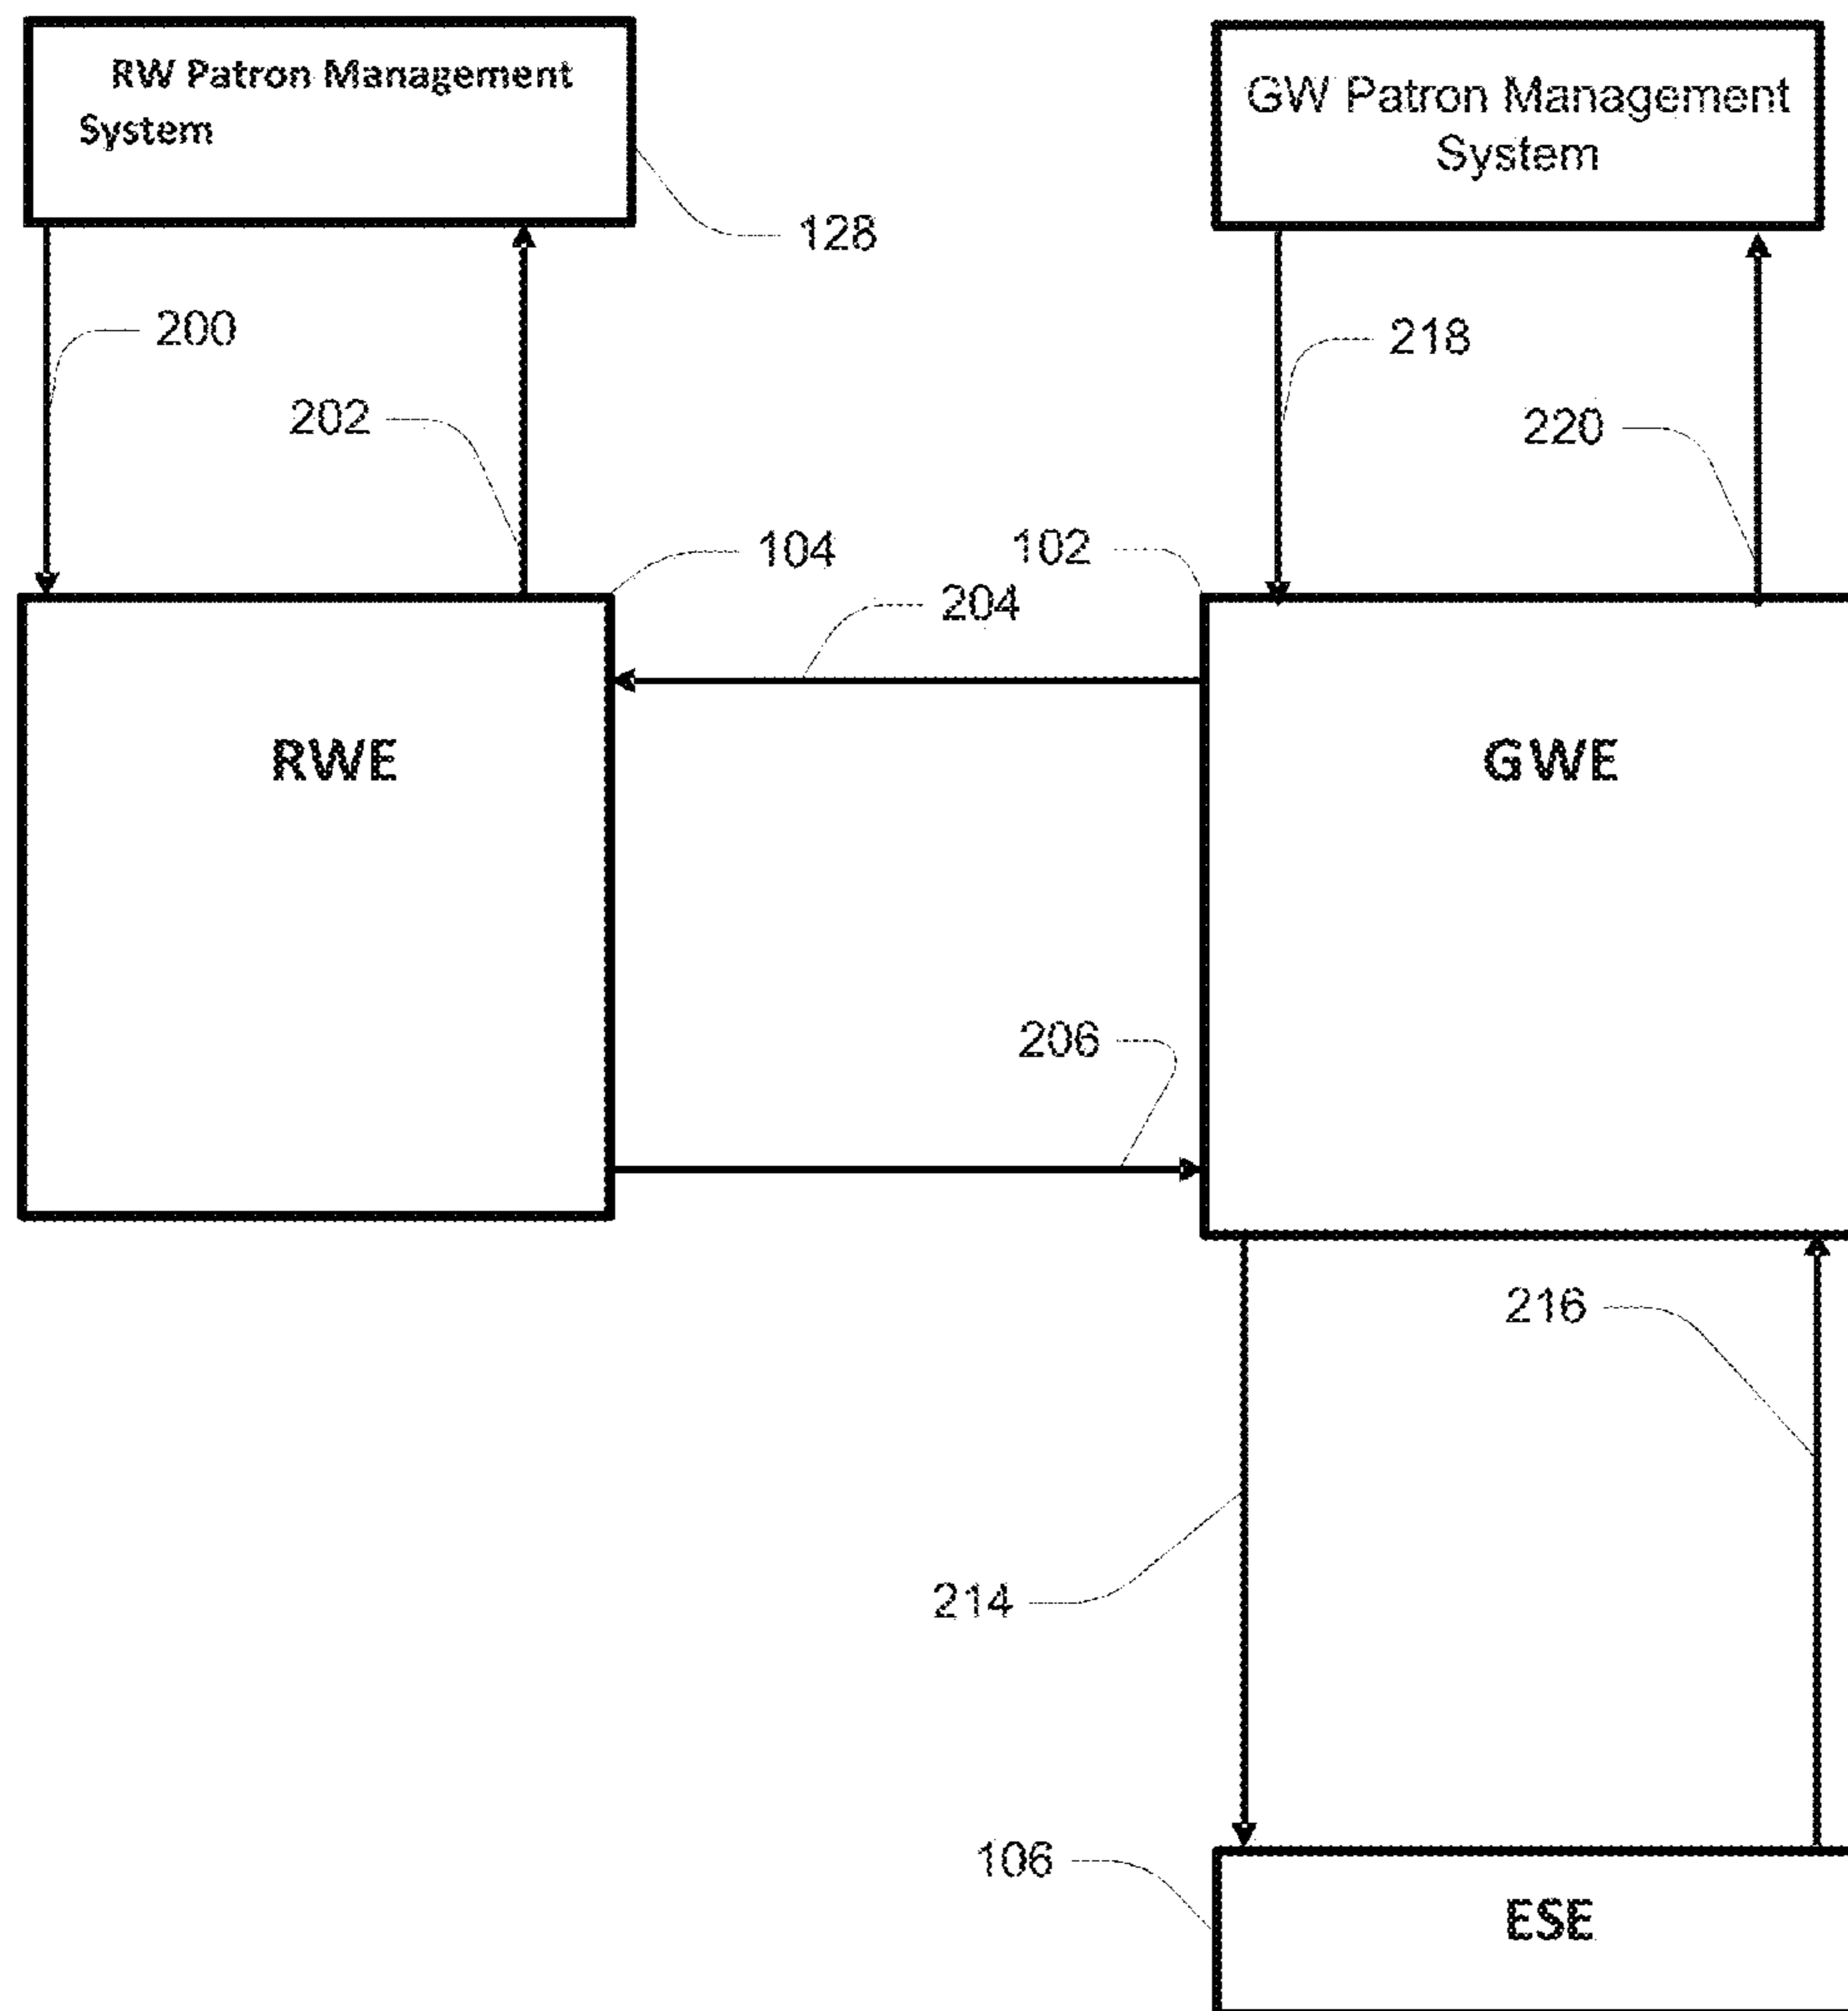 RW Patron Management
System
GW Patron Management
System
128
200
218
202
220
104
102
204
RWE
GWE
206
216
214
106
ESE